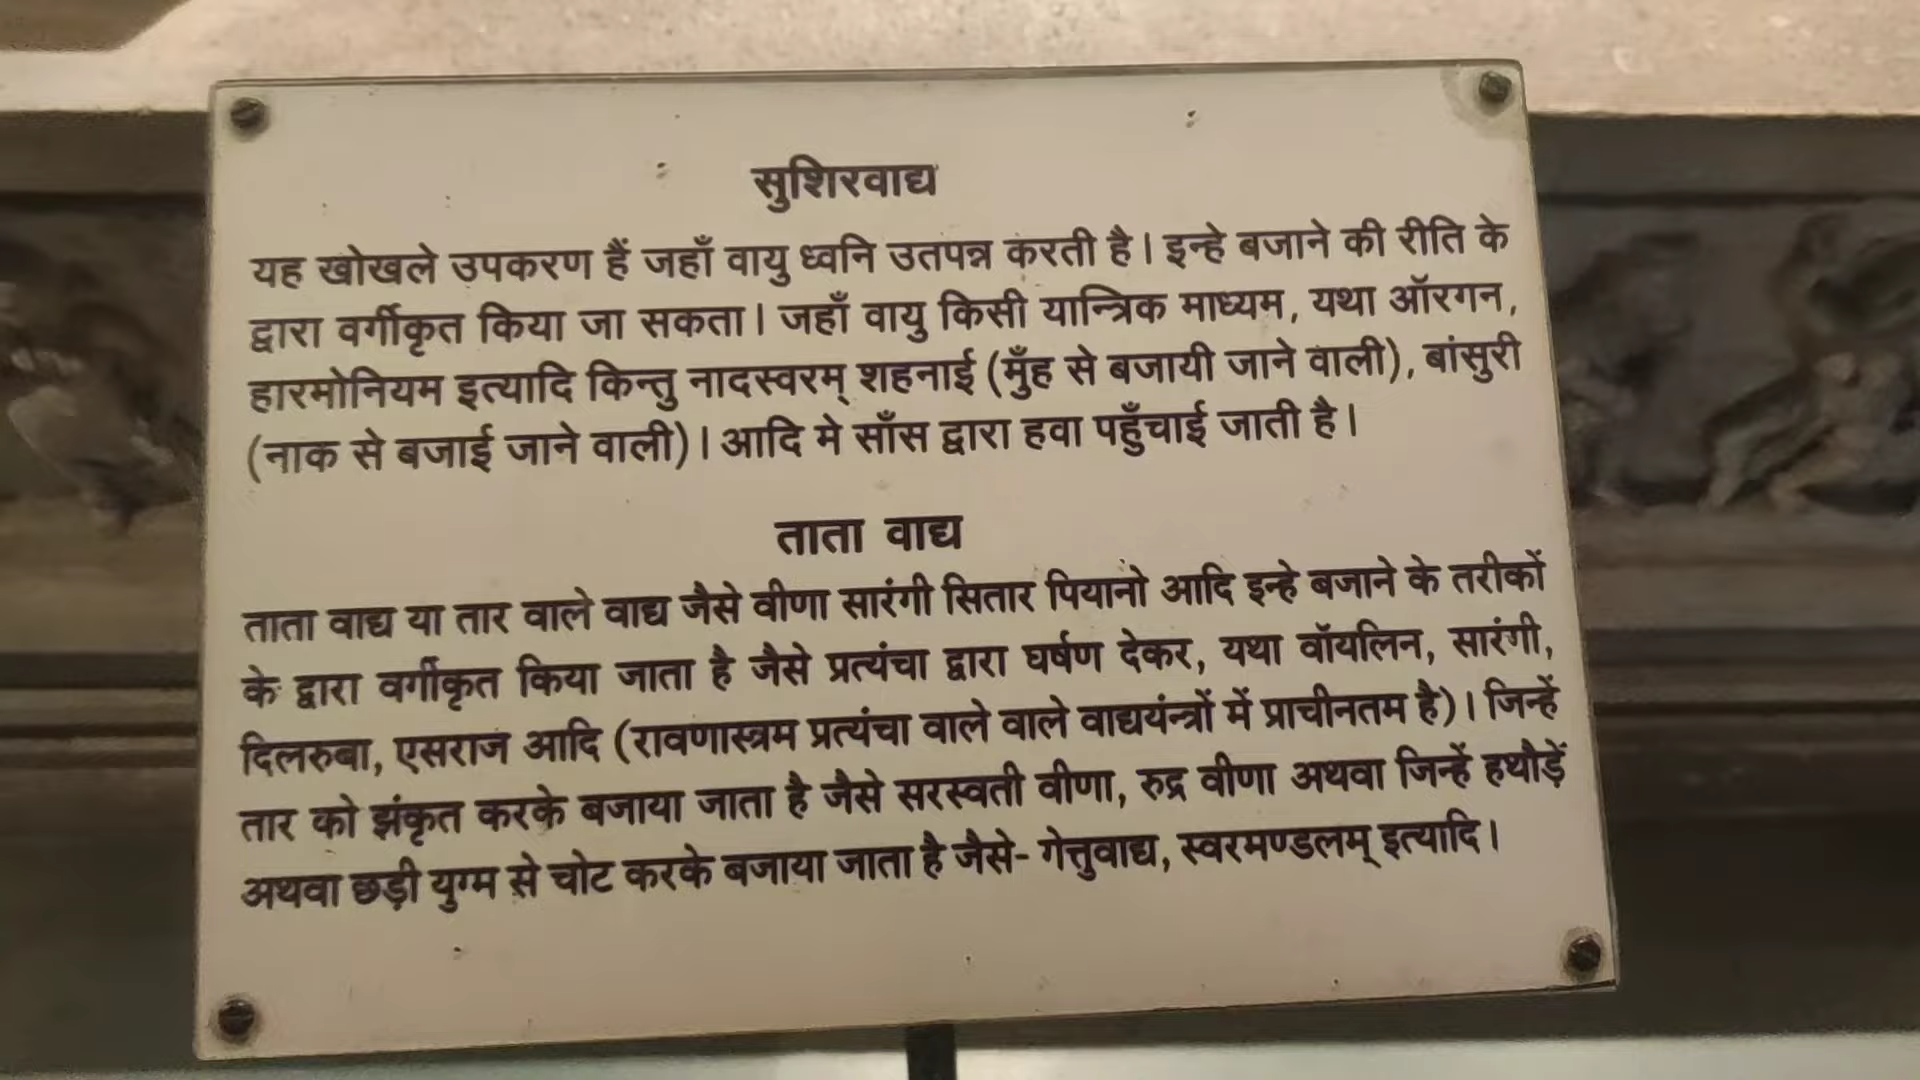 सुशिरवाद्य
यह खोखले उपकरण हैं जहाँ वायु ध्वनि उतपन्न करती है। इन्हे बजाने की रीति के
द्वारा वर्गीकृत किया जा सकता। जहाँ वायु किसी यान्त्रिक माध्यम, यथा ऑरगन,
हारमोनियम इत्यादि किन्तु नादस्वरम् शहनाई (मुँह से बजायी जाने वाली), बांसुरी
(नाक से बजाई जाने वाली)। आदि मे साँस द्वारा हवा पहुँचाई जाती है।
ताता वाद्य
ताता वाद्य या तार वाले वाद्य जैसे वीणा सारंगी सितार पियानो आदि इन्हे बजाने के तरीकों
के द्वारा वर्गीकृत किया जाता है जैसे प्रत्यंचा द्वारा घर्षण देकर, यथा वॉयलिन, सारंगी,
दिलरुबा, एसराज आदि (रावणास्त्रम प्रत्यंचा वाले वाले वाद्ययंन्त्रों में प्राचीनतम है)। जिन्हें
तार को झंकृत करके बजाया जाता है जैसे सरस्वती वीणा, रुद्र वीणा अथवा जिन्हें हथौड़ें
अथवा छड़ी युग्म से चोट करके बजाया जाता है जैसे- गेत्तुवाद्य, स्वरमण्डलम् इत्यादि।